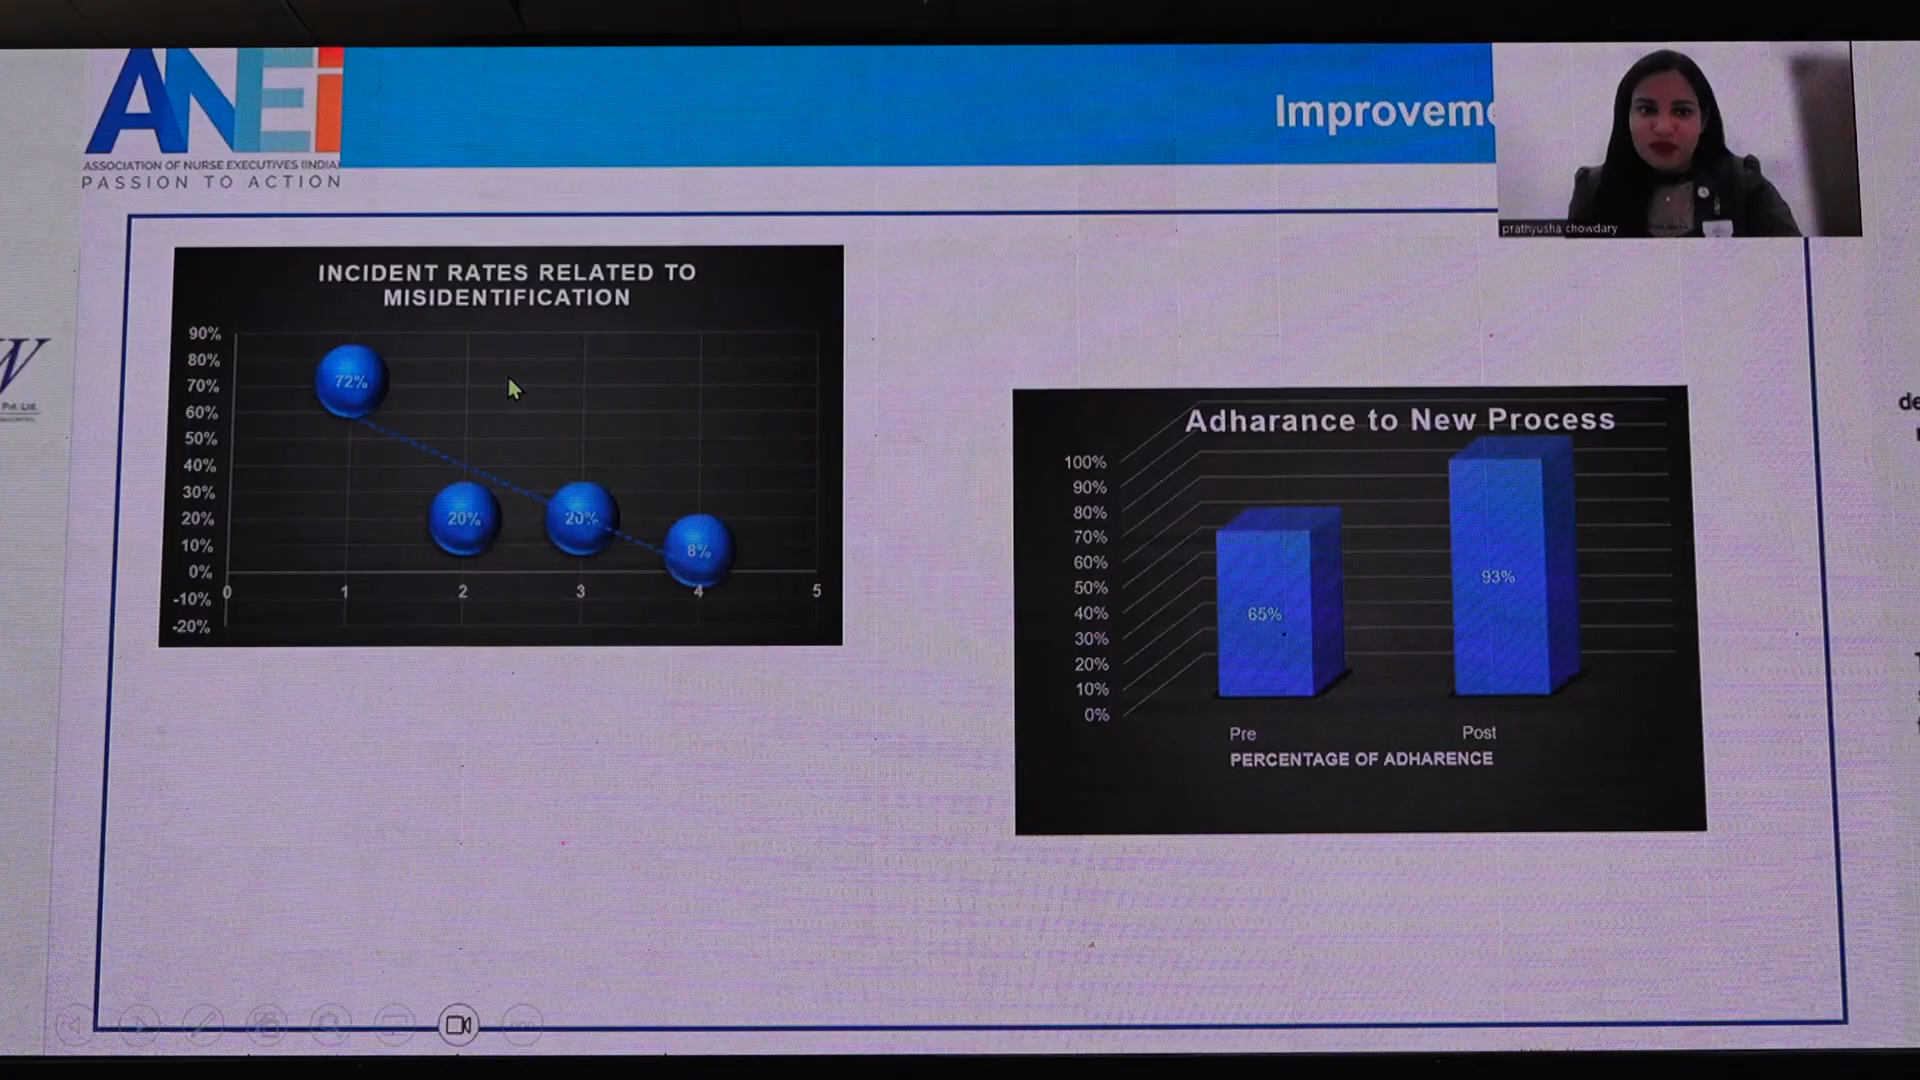 ANEi
ASSOCIATION OF NURSE EXECUTIVES (INDIA)
PASSION TO ACTION
Improveme
prathyusha chowdary
INCIDENT RATES RELATED TO
MISIDENTIFICATION
90%
80%
70%
60%
50%
40%
30%
20%
10%
0%
-10%
-20%
72%
20%
20%
8%
0 1 2 3 4 5
Adharance to New Process
100%
90%
80%
70%
60%
50%
40%
30%
20%
10%
0%
65%
93%
Pre Post
PERCENTAGE OF ADHARENCE
W
Pvt. Ltd.
de